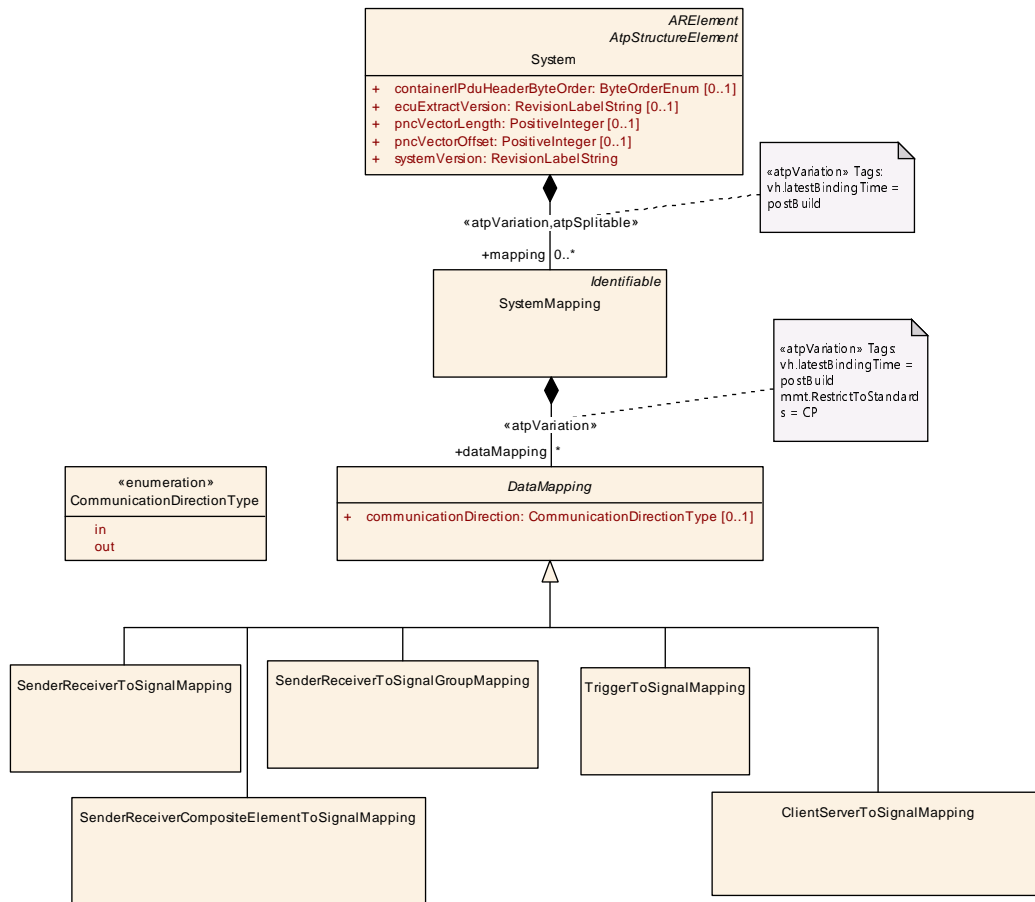 ARElement
AtpStructureElement
System
+ containerIPduHeaderByteOrder: ByteOrderEnum [0..1]
+ ecuExtractVersion: RevisionLabelString [0..1]
+ pncVectorLength: PositiveInteger [0..1]
+ pncVectorOffset: PositiveInteger [0..1]
+ systemVersion: RevisionLabelString
«atpVariation» Tags:
vh.latestBindingTime =
postBuild
«atpVariation,atpSplitable»
+mapping 0..*
Identifiable
SystemMapping
«atpVariation» Tags:
vh.latestBindingTime =
postBuild
mmt.RestrictToStandard
s = CP
«atpVariation»
+dataMapping *
«enumeration»
CommunicationDirectionType
in
out
DataMapping
+ communicationDirection: CommunicationDirectionType [0..1]
SenderReceiverToSignalMapping
SenderReceiverToSignalGroupMapping
TriggerToSignalMapping
SenderReceiverCompositeElementToSignalMapping
ClientServerToSignalMapping